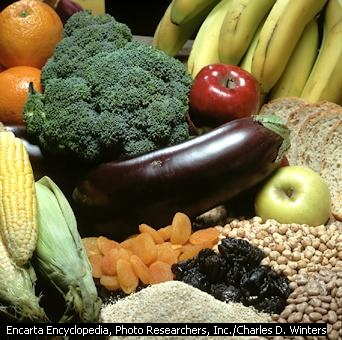 Encarta Encyclopedia, Photo Researchers, Inc./Charles D. Winters